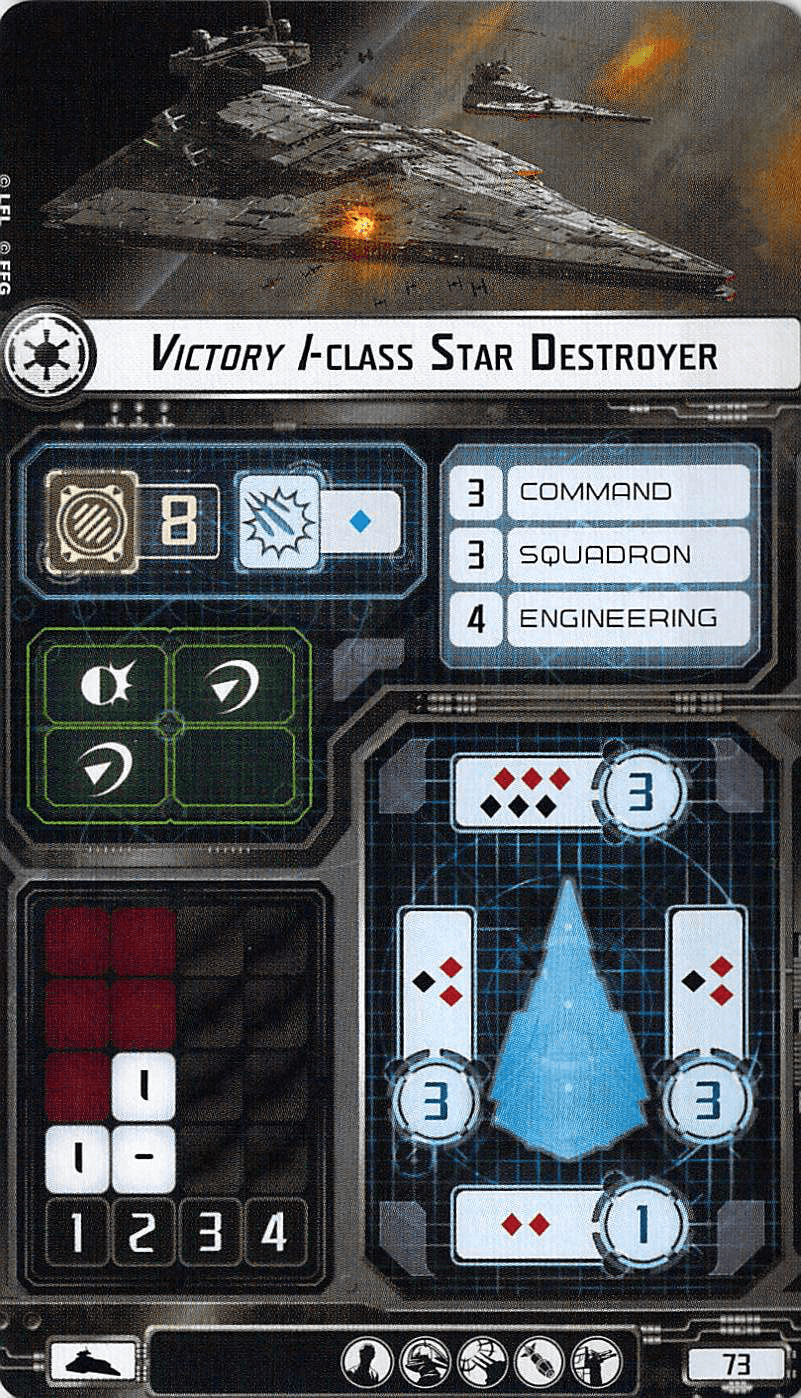 © LFL © FFG
VICTORY I-CLASS STAR DESTROYER
8
3 COMMAND
3 SQUADRON
4 ENGINEERING
3
3 3
1
1
1 -
1 2 3 4
73